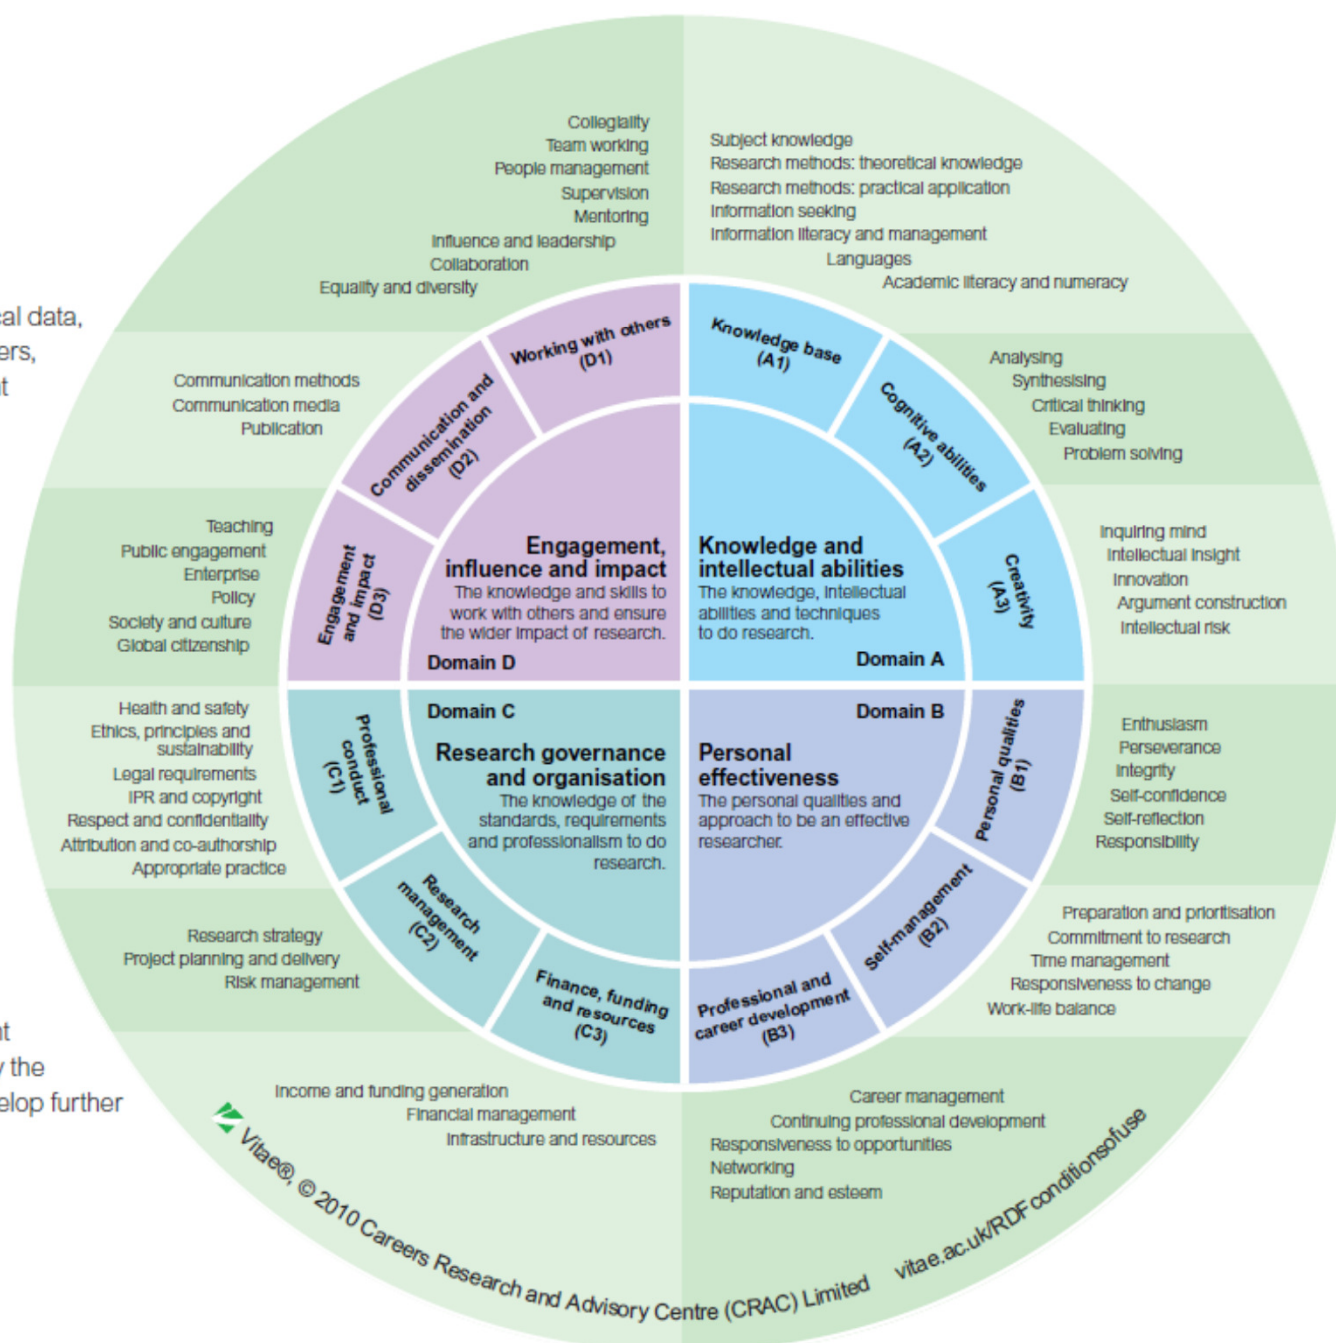 Collegiality
Team working
People management
Supervision
Mentoring
Influence and leadership
Collaboration
Equality and diversity
Subject knowledge
Research methods: theoretical knowledge
Research methods: practical application
Information seeking
Information literacy and management
Languages
Academic literacy and numeracy
cal data,
ers,
nt
Communication methods
Communication media
Publication
Analysing
Synthesising
Critical thinking
Evaluating
Problem solving
Teaching
Public engagement
Enterprise
Policy
Society and culture
Global citizenship
Inquiring mind
Intellectual insight
Innovation
Argument construction
Intellectual risk
Working with others
(D1)
Communication and
dissemination
(D2)
Engagement
and impact
(D3)
Knowledge base
(A1)
Cognitive abilities
(A2)
Creativity
(A3)
Engagement,
influence and impact
The knowledge and skills to
work with others and ensure
the wider impact of research.
Domain D
Knowledge and
intellectual abilities
The knowledge, intellectual
abilities and techniques
to do research.
Domain A
Domain C
Research governance
and organisation
The knowledge of the
standards, requirements
and professionalism to do
research.
Domain B
Personal
effectiveness
The personal qualities and
approach to be an effective
researcher.
Professional
conduct
(C1)
Research
management
(C2)
Finance, funding
and resources
(C3)
Personal qualities
(B1)
Self-management
(B2)
Professional and
career development
(B3)
Health and safety
Ethics, principles and
sustainability
Legal requirements
IPR and copyright
Respect and confidentiality
Attribution and co-authorship
Appropriate practice
Enthusiasm
Perseverance
Integrity
Self-confidence
Self-reflection
Responsibility
Research strategy
Project planning and delivery
Risk management
Preparation and prioritisation
Commitment to research
Time management
Responsiveness to change
Work-life balance
nt
y the
elop further
Income and funding generation
Financial management
Infrastructure and resources
Career management
Continuing professional development
Responsiveness to opportunities
Networking
Reputation and esteem
Vitae®, © 2010 Careers Research and Advisory Centre (CRAC) Limited vitae.ac.uk/RDFconditionsofuse